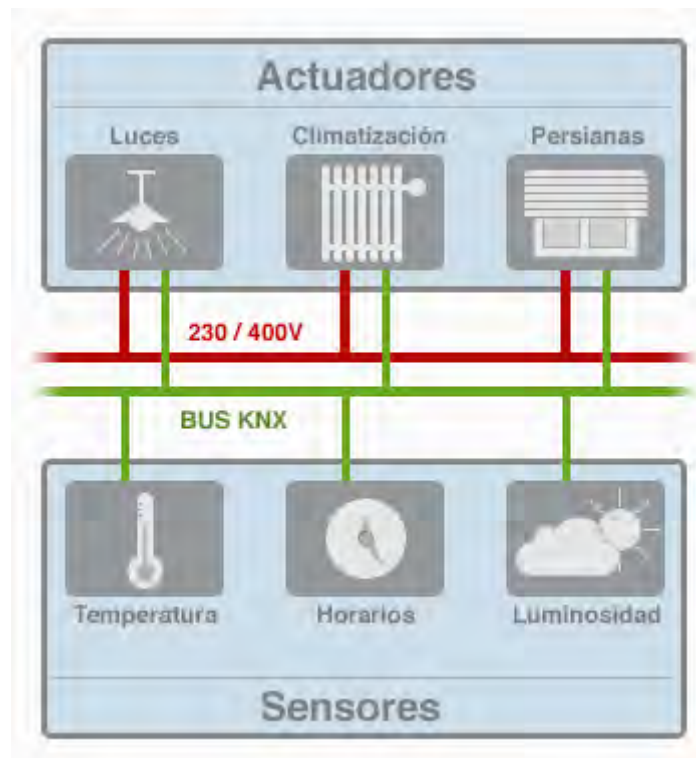 Actuadores
Luces Climatización Persianas
230 / 400V
BUS KNX
Temperatura Horarios Luminosidad
Sensores